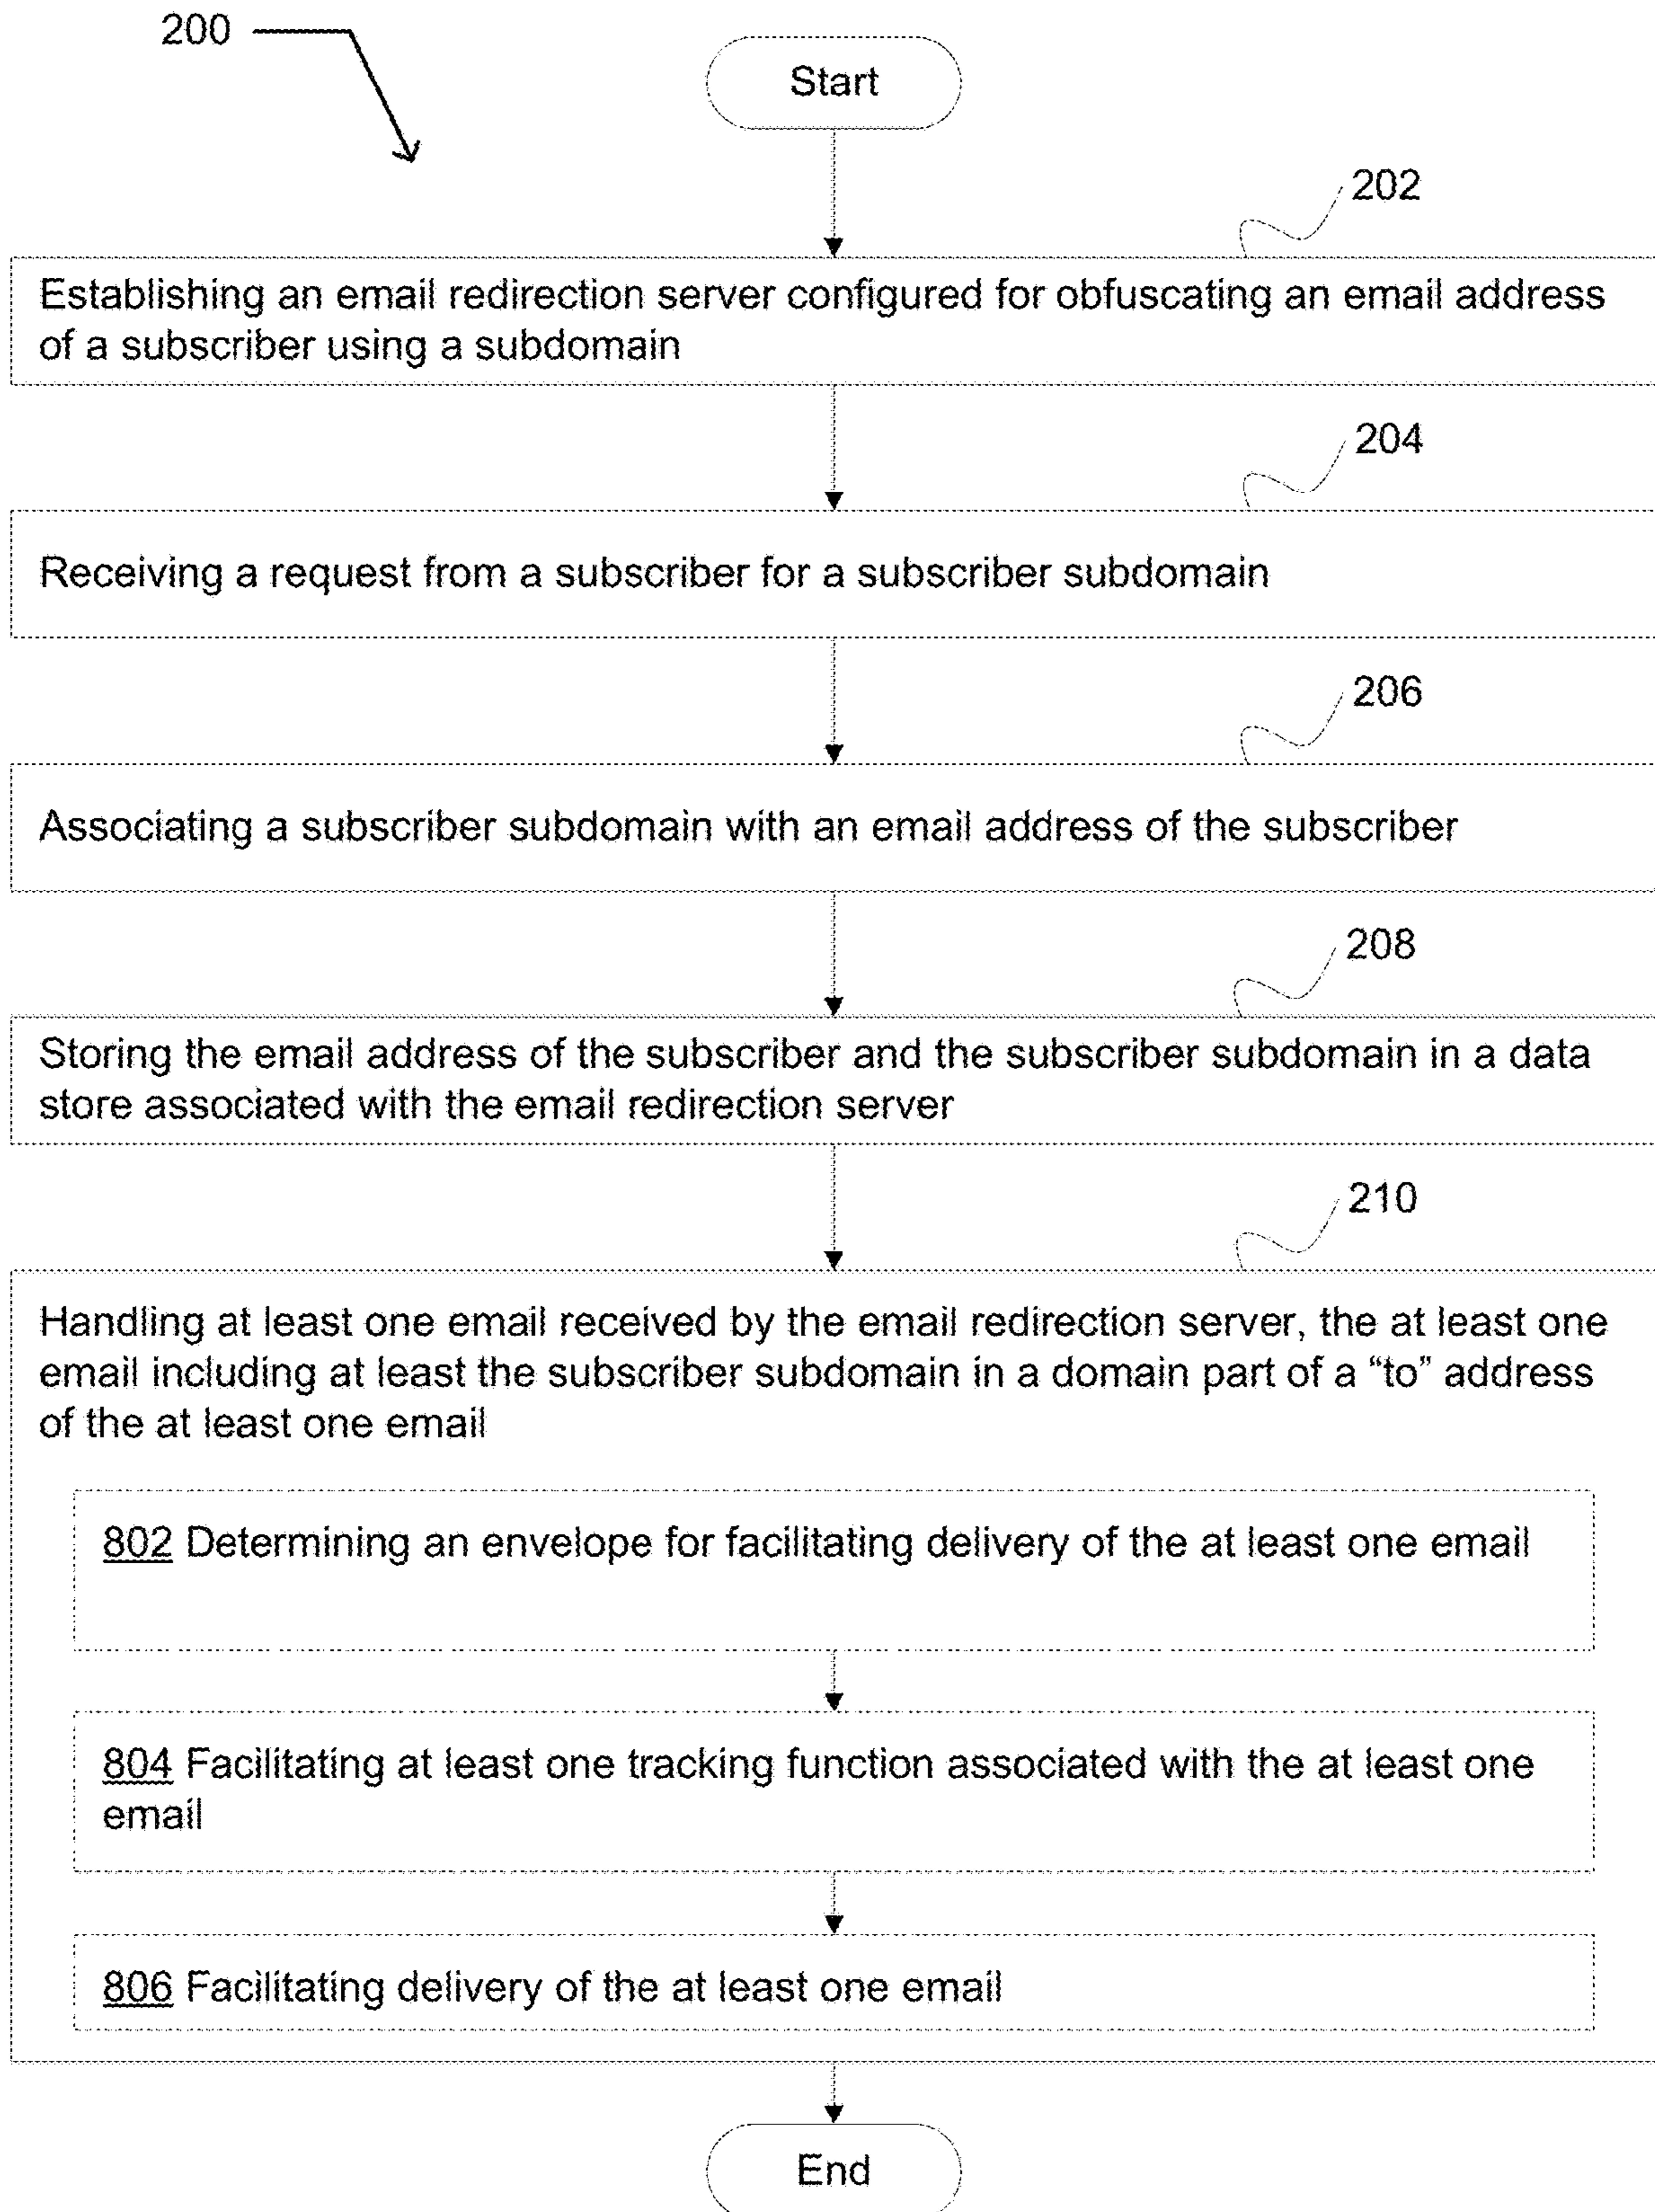 200
Start
202
Establishing an email redirection server configured for obfuscating an email address
of a subscriber using a subdomain
204
Receiving a request from a subscriber for a subscriber subdomain
206
Associating a subscriber subdomain with an email address of the subscriber
208
Storing the email address of the subscriber and the subscriber subdomain in a data
store associated with the email redirection server
210
Handling at least one email received by the email redirection server, the at least one
email including at least the subscriber subdomain in a domain part of a “to” address
of the at least one email
802 Determining an envelope for facilitating delivery of the at least one email
804 Facilitating at least one tracking function associated with the at least one
email
806 Facilitating delivery of the at least one email
End